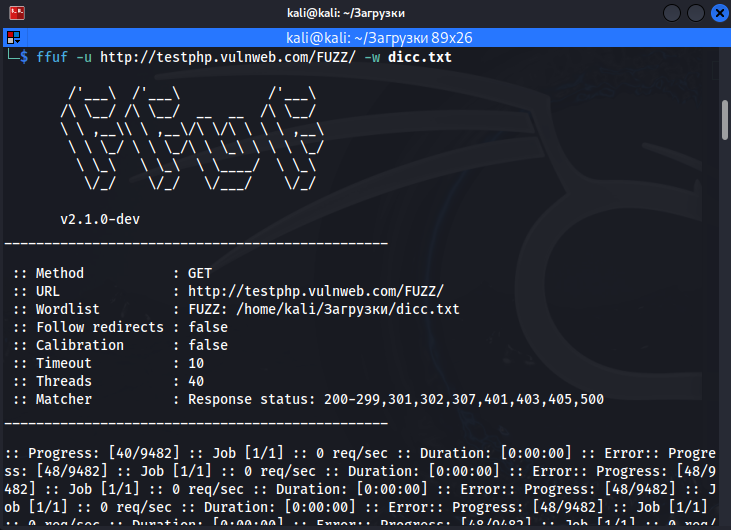 kali@kali: ~/Загрузки
kali@kali: ~/Загрузки 89x26
└─$ ffuf -u http://testphp.vulnweb.com/FUZZ/ -w dicc.txt
        /'___\  /'___\           /'___\
       /\ \__/ /\ \__/  __  __  /\ \__/
       \ \ ,__\\ \ ,__\/\ \/\ \ \ \ ,__\
        \ \ \_/ \ \ \_/\ \ \_\ \ \ \ \_/
         \ \_\   \ \_\  \ \____/  \ \_\
          \/_/    \/_/   \/___/    \/_/
v2.1.0-dev
________________________________________________
:: Method           : GET
:: URL              : http://testphp.vulnweb.com/FUZZ/
:: Wordlist         : FUZZ: /home/kali/Загрузки/dicc.txt
:: Follow redirects : false
:: Calibration      : false
:: Timeout          : 10
:: Threads          : 40
:: Matcher          : Response status: 200-299,301,302,307,401,403,405,500
________________________________________________
:: Progress: [40/9482] :: Job [1/1] :: 0 req/sec :: Duration: [0:00:00] :: Error:: Progre
ss: [48/9482] :: Job [1/1] :: 0 req/sec :: Duration: [0:00:00] :: Error:: Progress: [48/9
482] :: Job [1/1] :: 0 req/sec :: Duration: [0:00:00] :: Error:: Progress: [48/9482] :: J
ob [1/1] :: 0 req/sec :: Duration: [0:00:00] :: Error:: Progress: [48/9482] :: Job [1/1]
:: 0 req/sec :: Duration: [0:00:00] :: Error:: Progress: [48/9482] :: Job [1/1] :: 0 req/